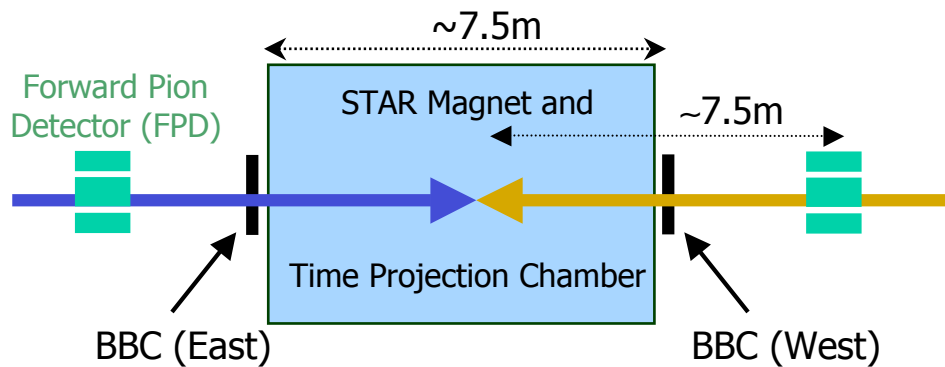 ~7.5m
Forward Pion
Detector (FPD)
STAR Magnet and
~7.5m
Time Projection Chamber
BBC (East)
BBC (West)